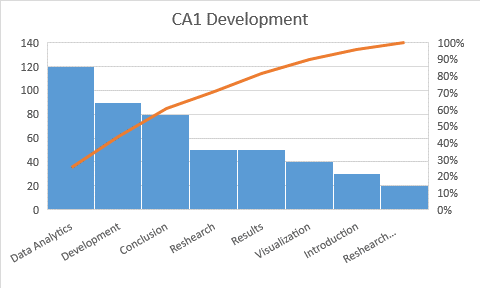 CA1 Development
140
120
100
80
60
40
20
0
100%
90%
80%
70%
60%
50%
40%
30%
20%
10%
0%
Data Analytics
Development
Conclusion
Reshearch
Results
Visualization
Introduction
Reshearch...